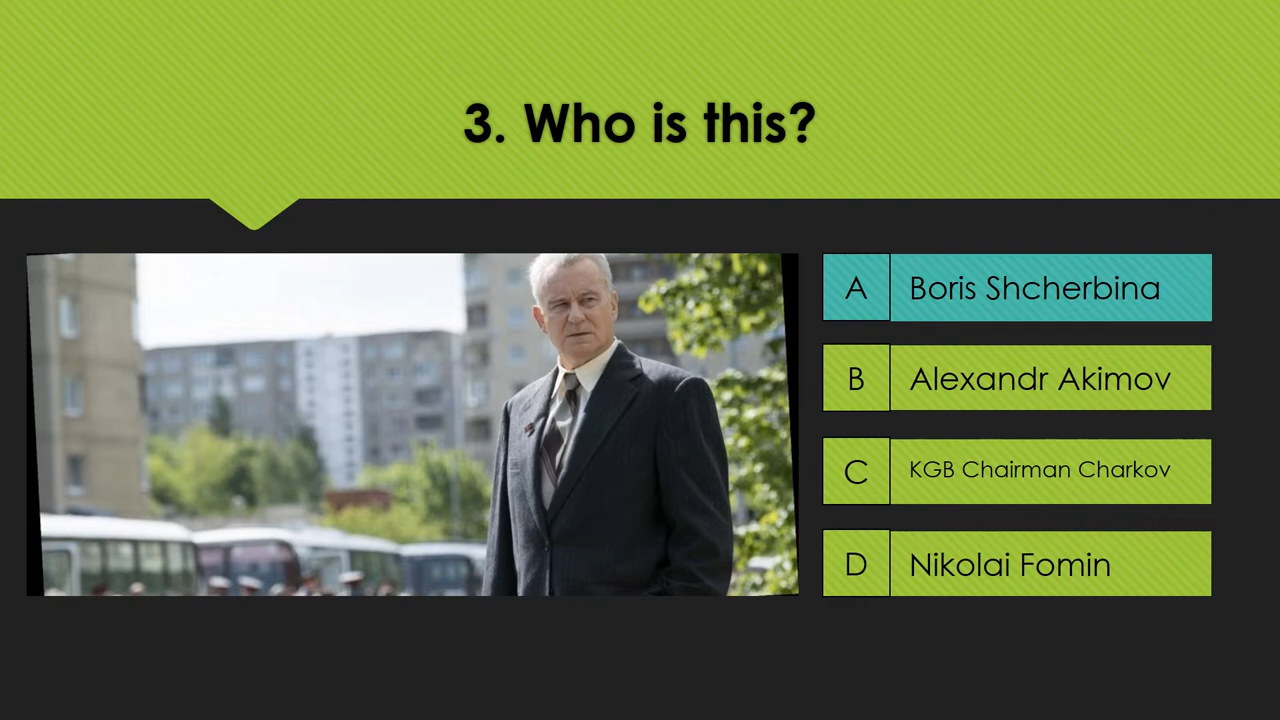 3. Who is this?
A Boris Shcherbina
B Alexandr Akimov
C KGB Chairman Charkov
D Nikolai Fomin